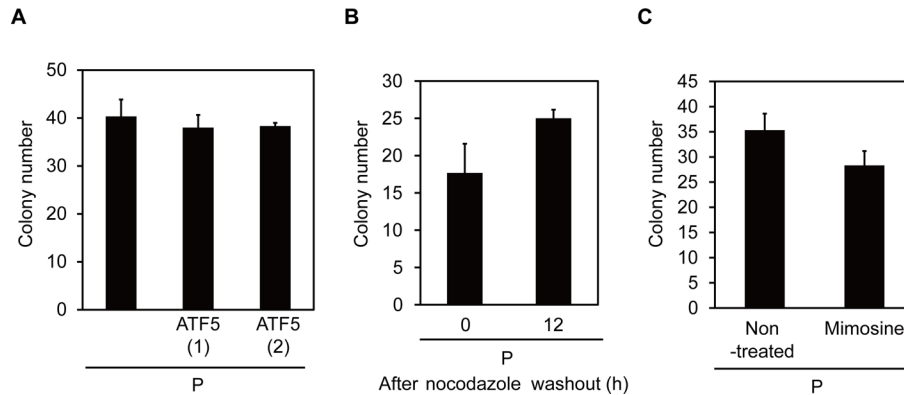 A
Colony number
50
40
30
20
10
0
ATF5
(1)
ATF5
(2)
P
B
Colony number
30
25
20
15
10
5
0
0
12
P
After nocodazole washout (h)
C
Colony number
45
40
35
30
25
20
15
10
5
0
Non
-treated
Mimosine
P